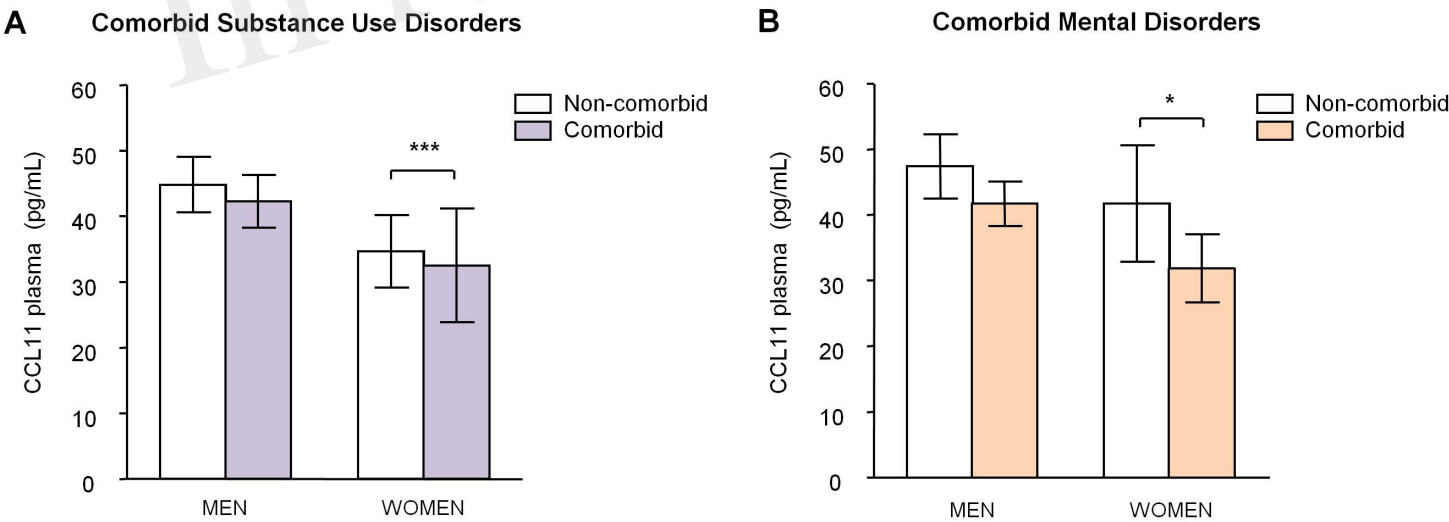 A
Comorbid Substance Use Disorders
60
50
40
30
20
10
0
CCL11 plasma (pg/mL)
Non-comorbid
Comorbid
***
MEN
WOMEN
B
Comorbid Mental Disorders
60
50
40
30
20
10
0
CCL11 plasma (pg/mL)
Non-comorbid
Comorbid
*
MEN
WOMEN